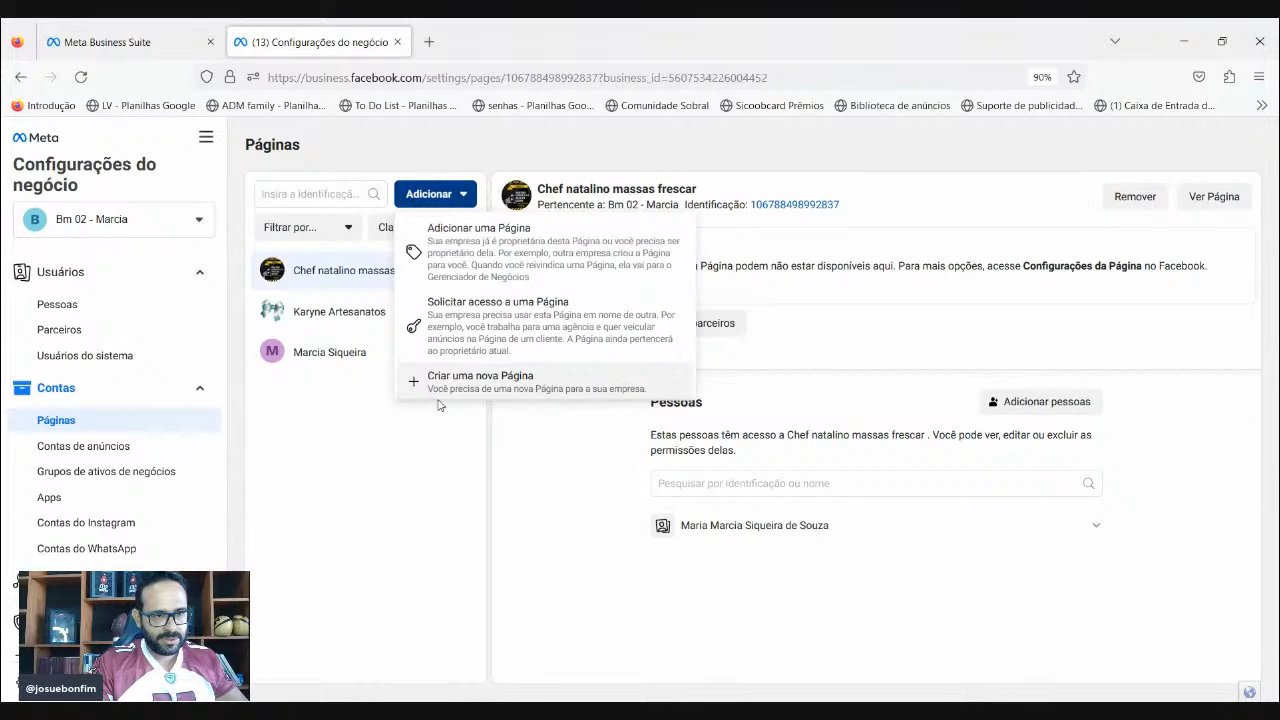 Meta Business Suite
(13) Configurações do negócio
https://business.facebook.com/settings/pages/106788498992837?business_id=5607534226004452
90%
Introdução
LV - Planilhas Google
ADM family - Planilha...
To Do List - Planilhas ...
senhas - Planilhas Goo...
Comunidade Sobral
Sicoobcard Prêmios
Biblioteca de anúncios
Suporte de publicidad...
(1) Caixa de Entrada d...
Meta
Configurações do
negócio
B
Bm 02 - Marcia
Usuários
Pessoas
Parceiros
Usuários do sistema
Contas
Páginas
Contas de anúncios
Grupos de ativos de negócios
Apps
Contas do Instagram
Contas do WhatsApp
@josuebonfim
Páginas
Insira a identificaçã...
Adicionar
Filtrar por...
Cla
Chef natalino massas
Karyne Artesanatos
M
Marcia Siqueira
Adicionar uma Página
Sua empresa já é proprietária desta Página ou você precisa ser
proprietário dela. Por exemplo, outra empresa criou a Página
para você. Quando você reivindica uma Página, ela vai para o
Gerenciador de Negócios
Solicitar acesso a uma Página
Sua empresa precisa usar esta Página em nome de outra. Por
exemplo, você trabalha para uma agência e quer veicular
anúncios na Página de um cliente. A Página ainda pertencerá
ao proprietário atual.
Criar uma nova Página
Você precisa de uma nova Página para a sua empresa.
Chef natalino massas frescar
Pertencente a: Bm 02 - Marcia Identificação: 106788498992837
Remover
Ver Página
a Página podem não estar disponíveis aqui. Para mais opções, acesse Configurações da Página no Facebook.
parceiros
Pessoas
Adicionar pessoas
Estas pessoas têm acesso a Chef natalino massas frescar . Você pode ver, editar ou excluir as
permissões delas.
Pesquisar por identificação ou nome
Maria Marcia Siqueira de Souza